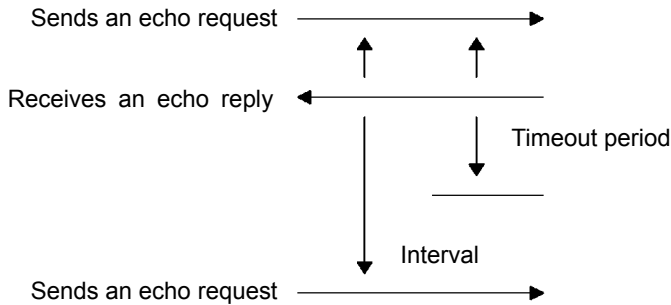 Sends an echo request
Receives an echo reply
Timeout period
Interval
Sends an echo request